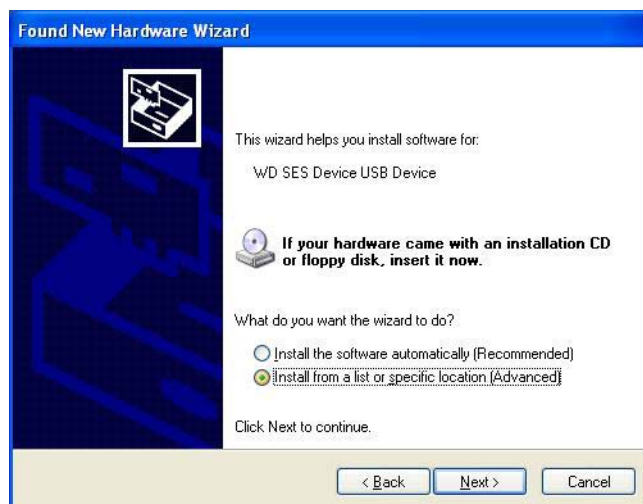 Found New Hardware Wizard
This wizard helps you install software for:
WD SES Device USB Device
If your hardware came with an installation CD
or floppy disk, insert it now.
What do you want the wizard to do?
Install the software automatically (Recommended)
Install from a list or specific location (Advanced)
Click Next to continue.
< Back Next > Cancel